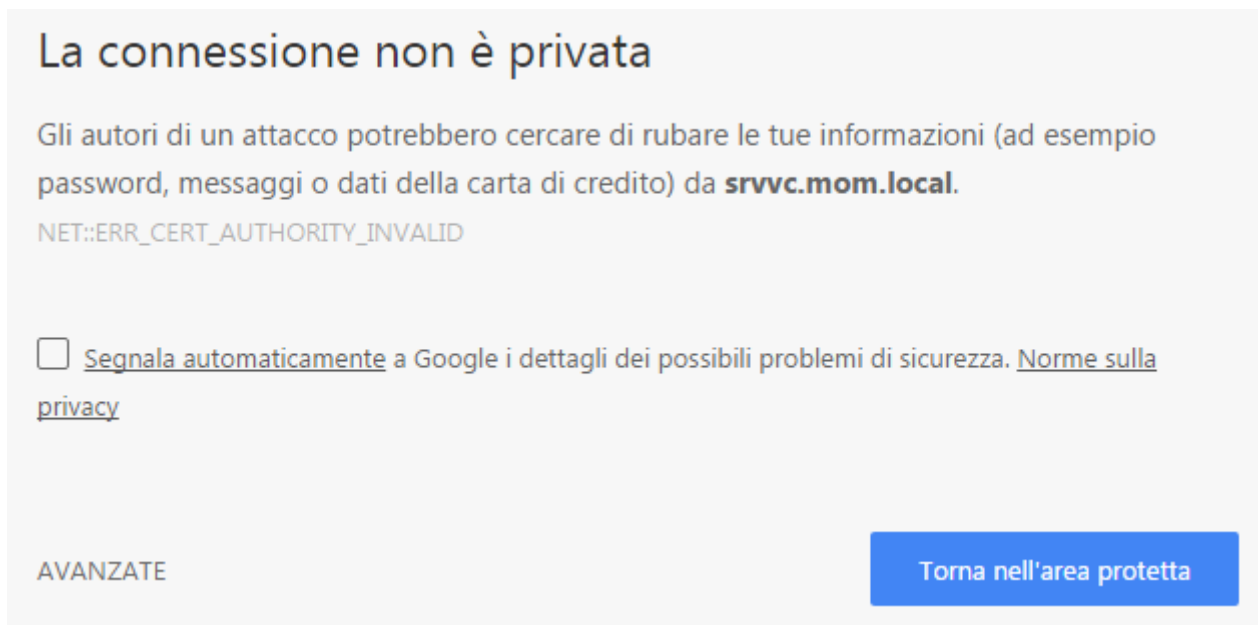 La connessione non è privata
Gli autori di un attacco potrebbero cercare di rubare le tue informazioni (ad esempio
password, messaggi o dati della carta di credito) da srvvc.mom.local.
NET::ERR_CERT_AUTHORITY_INVALID
Segnala automaticamente a Google i dettagli dei possibili problemi di sicurezza. Norme sulla
privacy
AVANZATE
Torna nell'area protetta